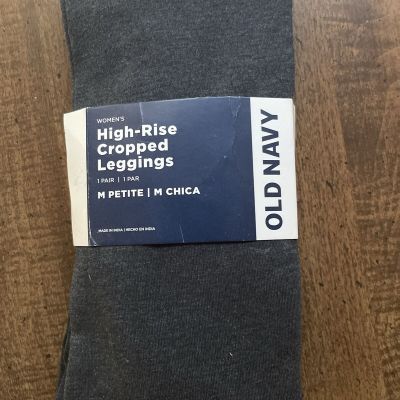 WOMEN'S
High-Rise
Cropped
Leggings
1 PAIR | 1 PAR
M PETITE | M CHICA
MADE IN INDIA | HECHO EN INDIA
OLD NAVY